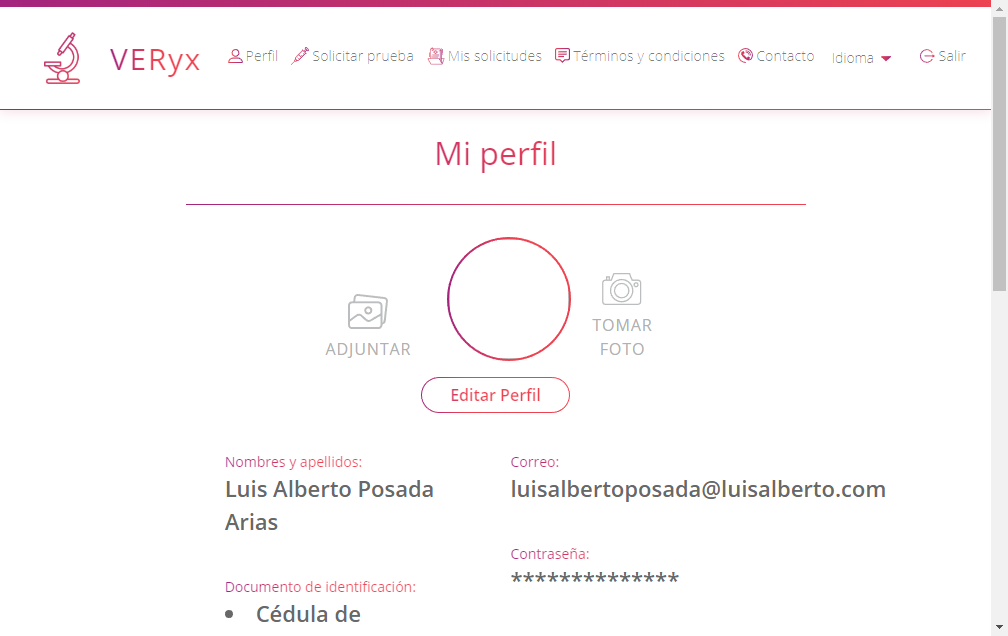 VERyx
Perfil
Solicitar prueba
Mis solicitudes
Términos y condiciones
Contacto
Idioma
Salir
Mi perfil
ADJUNTAR
TOMAR
FOTO
Editar Perfil
Nombres y apellidos:
Luis Alberto Posada
Arias
Correo:
luisalbertoposada@luisalberto.com
Contraseña:
**************
Documento de identificación:
• Cédula de